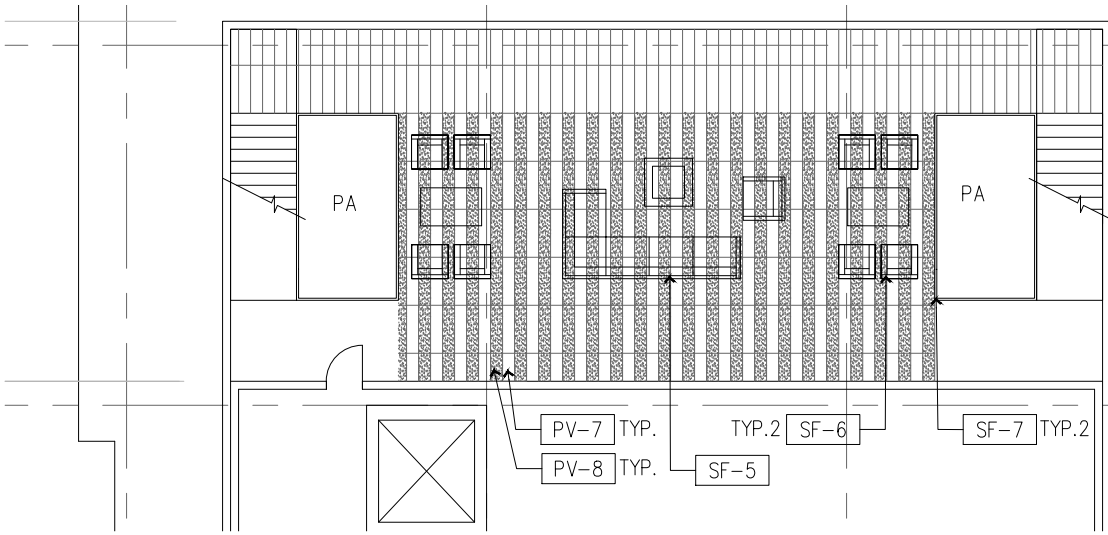 PA
PA
PV-7 TYP.
TYP.2 SF-6
SF-7 TYP.2
PV-8 TYP.
SF-5